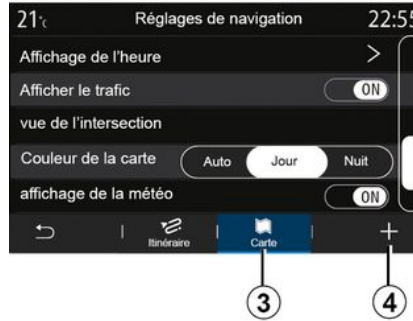 21°c Réglages de navigation 22:55
Affichage de l'heure >
Afficher le trafic ON
vue de l'intersection
Couleur de la carte Auto Jour Nuit
affichage de la météo ON
Itinéraire Carte +
3 4